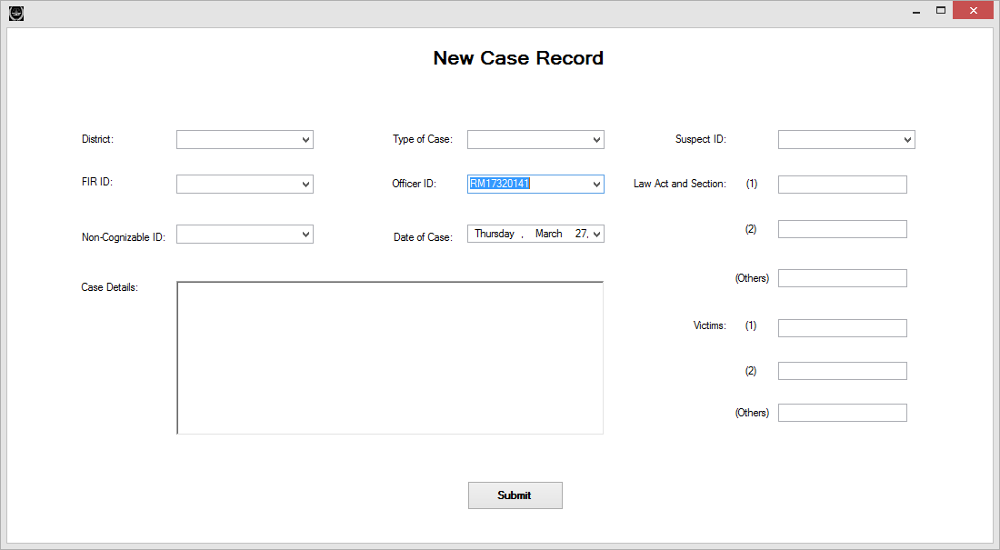 New Case Record
District:
Type of Case:
Suspect ID:
FIR ID:
Officer ID: RM17320141
Law Act and Section: (1)
(2)
Non-Cognizable ID:
Date of Case: Thursday , March 27,
(Others)
Case Details:
Victims: (1)
(2)
(Others)
Submit